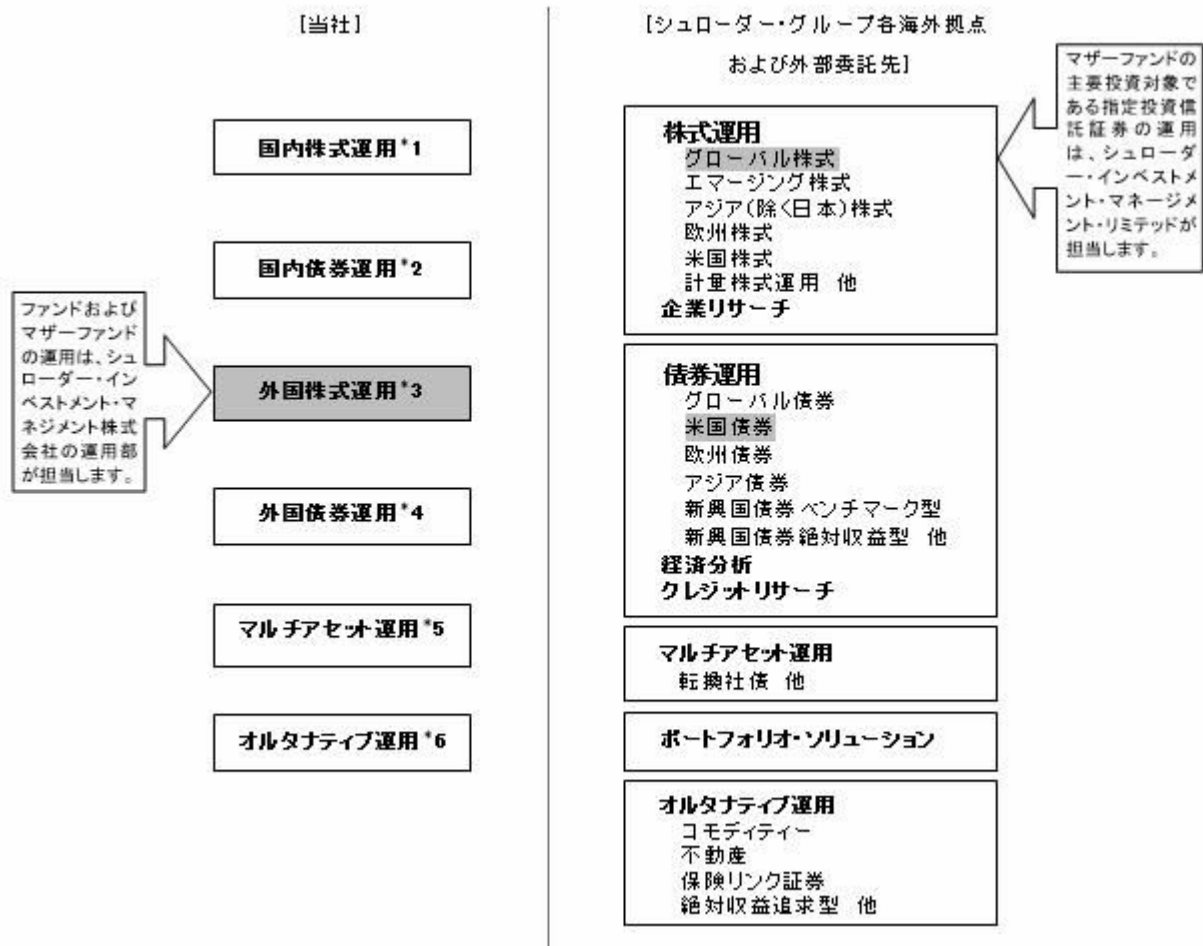 [当社]
国内株式運用*1
国内債券運用*2
ファンドおよび
マザーファンド
の運用は、シュ
ローダー・イン
ベストメント・マ
ネジメント株式
会社の運用部
が担当します。
外国株式運用*3
外国債券運用*4
マルチアセット運用*5
オルタナティブ運用*6
[シュローダー・グループ各海外拠点
および外部委託先]
株式運用
グローバル株式
エマージング株式
アジア(除く日本)株式
欧州株式
米国株式
計量株式運用 他
企業リサーチ
マザーファンドの
主要投資対象で
ある指定投資信
託証券の運用
は、シュローダ
ー・インベストメ
ント・マネージメ
ント・リミテッドが
担当します。
債券運用
グローバル債券
米国債券
欧州債券
アジア債券
新興国債券ベンチマーク型
新興国債券絶対収益型 他
経済分析
クレジットリサーチ
マルチアセット運用
転換社債 他
ポートフォリオ・ソリューション
オルタナティブ運用
コモディティー
不動産
保険リンク証券
絶対収益追求型 他